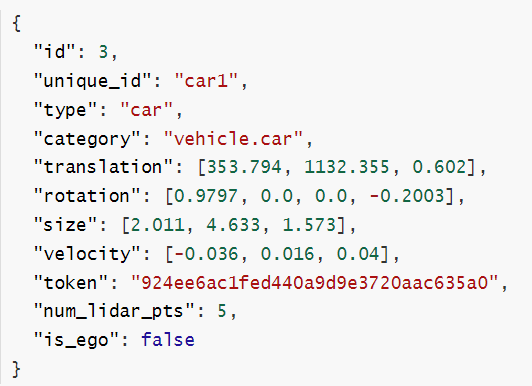 {
"id": 3,
"unique_id": "car1",
"type": "car",
"category": "vehicle.car",
"translation": [353.794, 1132.355, 0.602],
"rotation": [0.9797, 0.0, 0.0, -0.2003],
"size": [2.011, 4.633, 1.573],
"velocity": [-0.036, 0.016, 0.04],
"token": "924ee6ac1fed440a9d9e3720aac635a0",
"num_lidar_pts": 5,
"is_ego": false
}